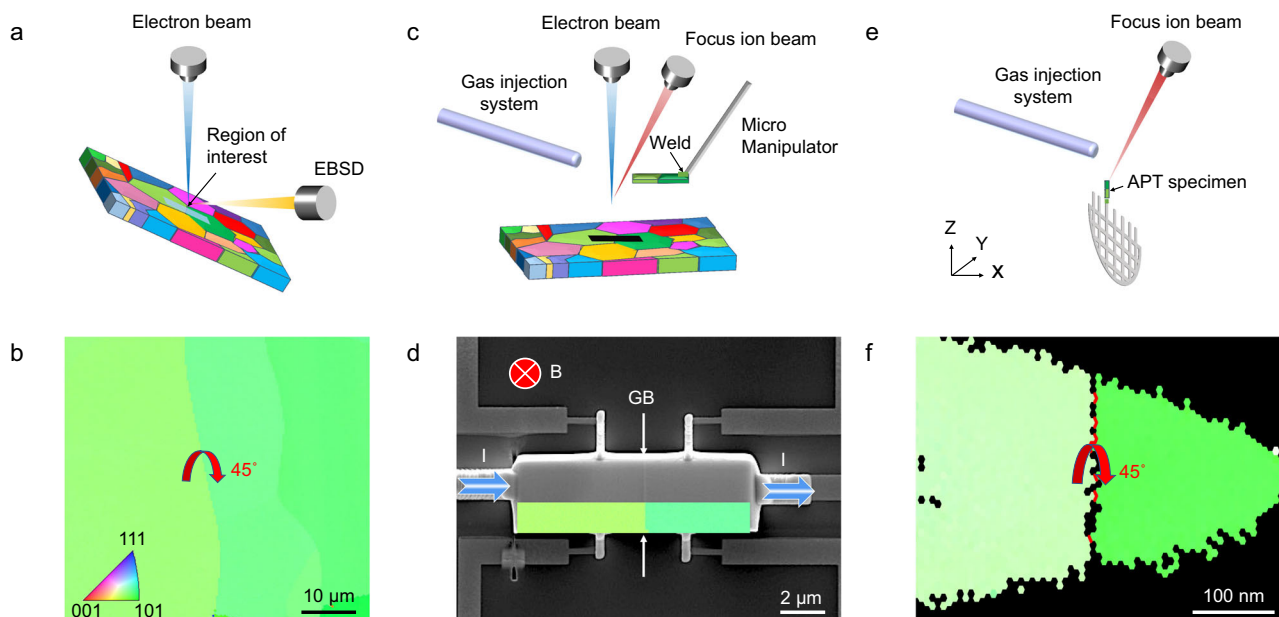 a
Electron beam
Region of
interest
EBSD
c
Electron beam
Focus ion beam
Gas injection
system
Weld
Micro
Manipulator
e
Focus ion beam
Gas injection
system
APT specimen
Z
Y
X
b
45°
111
001
101
10 µm
d
B
GB
I
I
2 µm
f
45°
100 nm